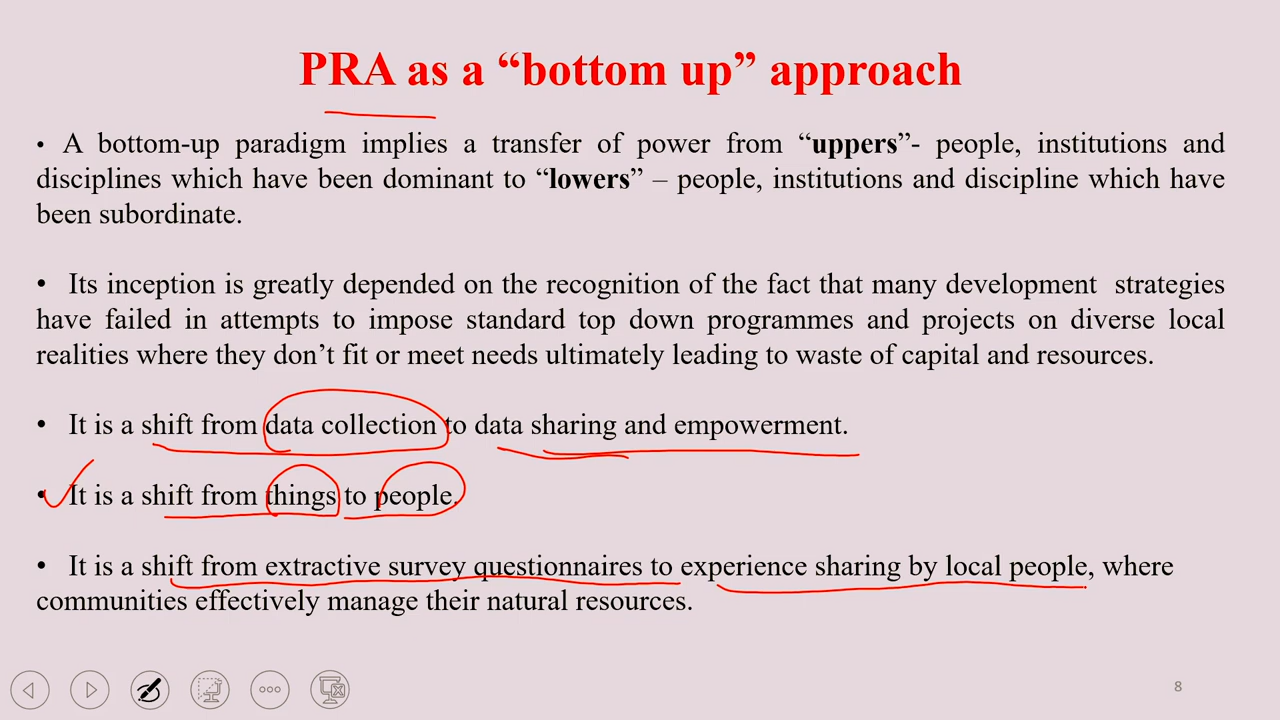 PRA as a “bottom up” approach
• A bottom-up paradigm implies a transfer of power from “uppers”- people, institutions and
disciplines which have been dominant to “lowers” – people, institutions and discipline which have
been subordinate.
• Its inception is greatly depended on the recognition of the fact that many development strategies
have failed in attempts to impose standard top down programmes and projects on diverse local
realities where they don’t fit or meet needs ultimately leading to waste of capital and resources.
• It is a shift from data collection to data sharing and empowerment.
• It is a shift from things to people.
• It is a shift from extractive survey questionnaires to experience sharing by local people, where
communities effectively manage their natural resources.
8